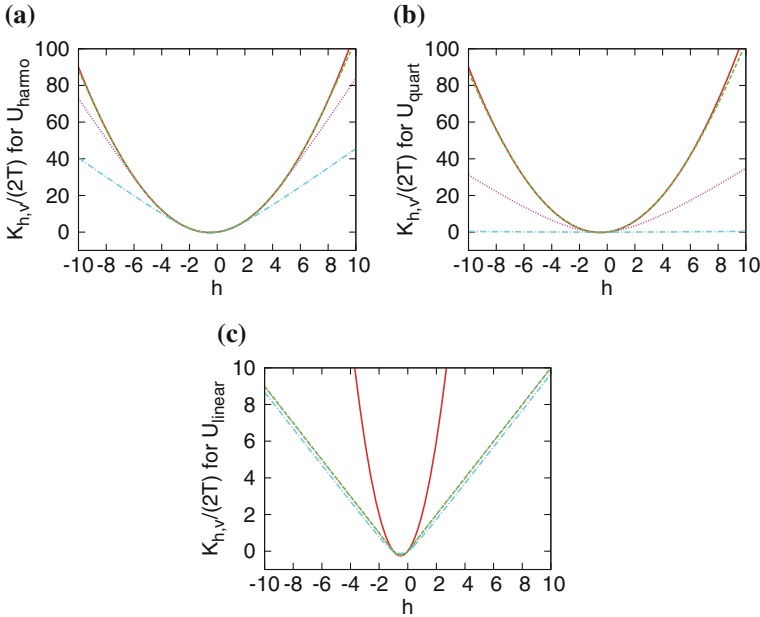 (a)
K_{h,v}/(2T) for U_{harmo}
100
80
60
40
20
0
-10 -8 -6 -4 -2 0 2 4 6 8 10
h
(b)
K_{h,v}/(2T) for U_{quart}
100
80
60
40
20
0
-10 -8 -6 -4 -2 0 2 4 6 8 10
h
(c)
K_{h,v}/(2T) for U_{linear}
10
8
6
4
2
0
-10 -8 -6 -4 -2 0 2 4 6 8 10
h